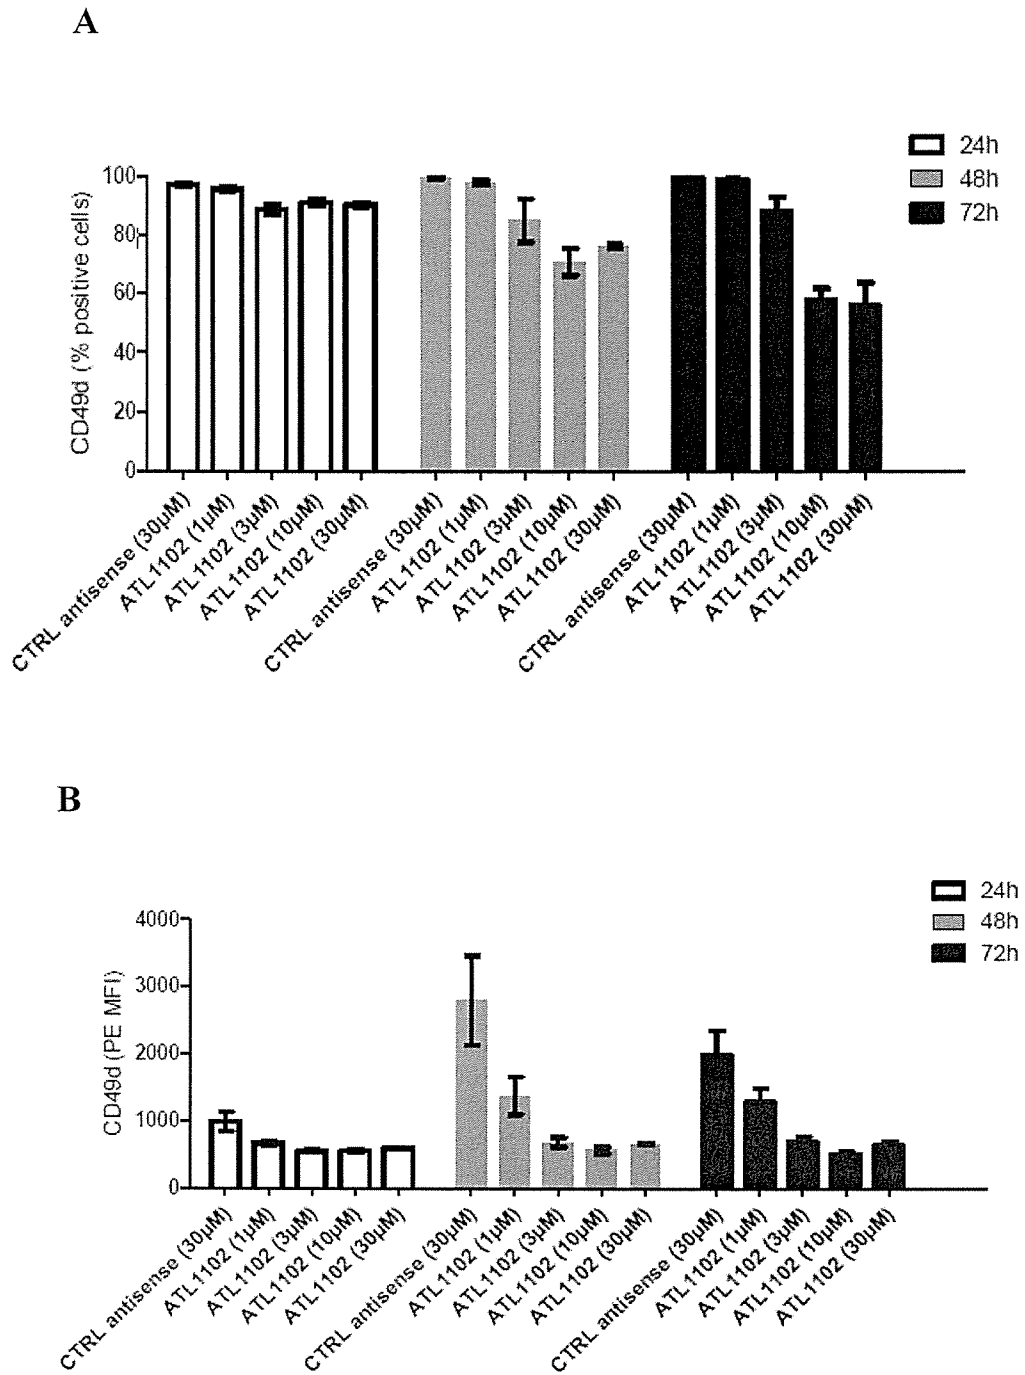 A
24h
48h
72h
CD49d (% positive cells)
100
80
60
40
20
0
CTRL antisense (30µM)
ATL1102 (1µM)
ATL1102 (3µM)
ATL1102 (10µM)
ATL1102 (30µM)
CTRL antisense (30µM)
ATL1102 (1µM)
ATL1102 (3µM)
ATL1102 (10µM)
ATL1102 (30µM)
CTRL antisense (30µM)
ATL1102 (1µM)
ATL1102 (3µM)
ATL1102 (10µM)
ATL1102 (30µM)
B
24h
48h
72h
CD49d (PE MFI)
4000
3000
2000
1000
0
CTRL antisense (30µM)
ATL1102 (1µM)
ATL1102 (3µM)
ATL1102 (10µM)
ATL1102 (30µM)
CTRL antisense (30µM)
ATL1102 (1µM)
ATL1102 (3µM)
ATL1102 (10µM)
ATL1102 (30µM)
CTRL antisense (30µM)
ATL1102 (1µM)
ATL1102 (3µM)
ATL1102 (10µM)
ATL1102 (30µM)